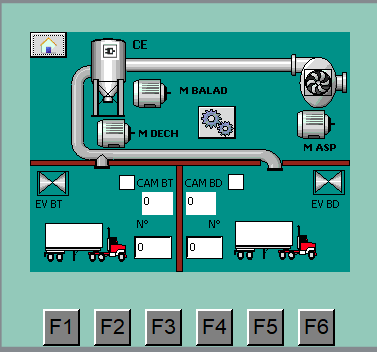 CE
M BALAD
M DECH
M ASP
CAM BT
CAM BD
EV BT
0
0
EV BD
N°
N°
0
0
F1 F2 F3 F4 F5 F6